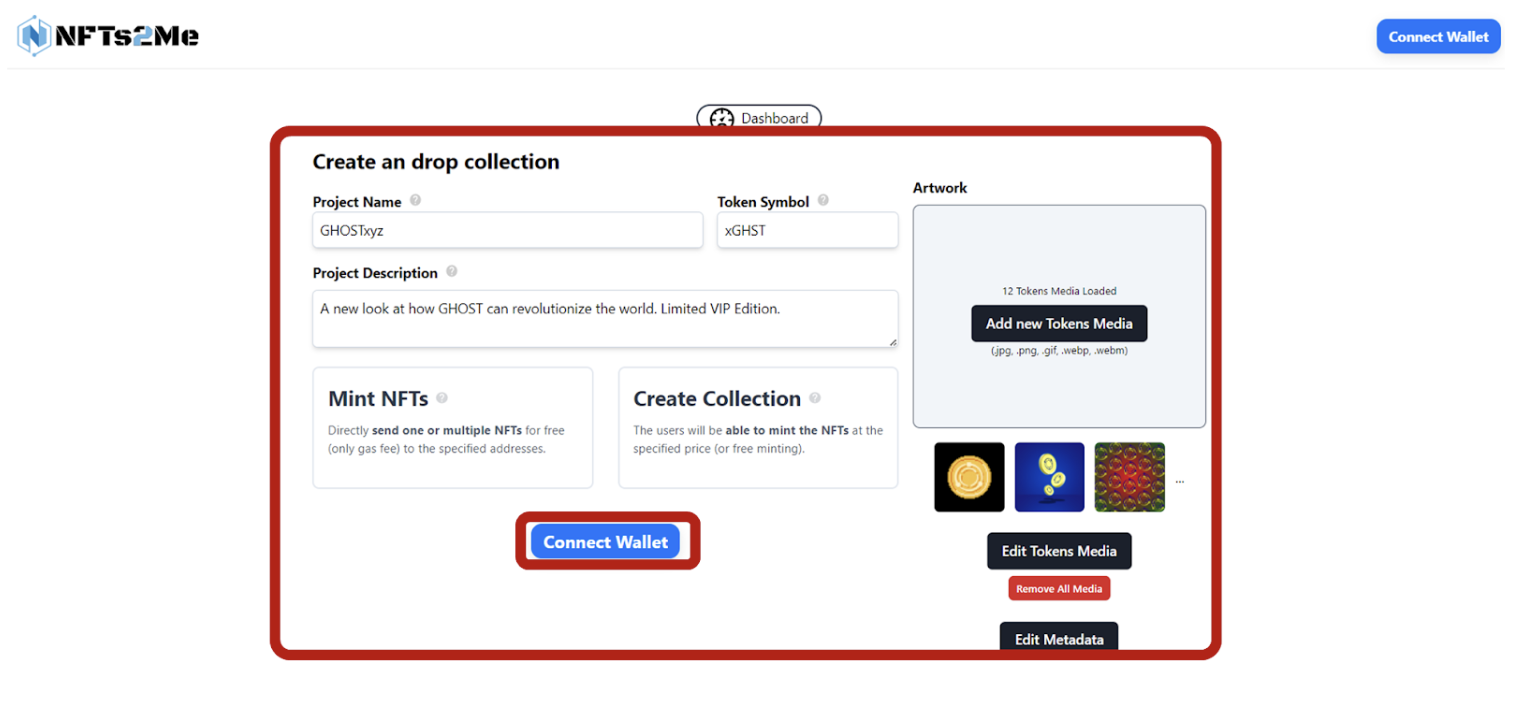 NFTs2Me
Connect Wallet
Dashboard
Create an drop collection
Project Name
Token Symbol
GHOSTxyz
xGHST
Project Description
A new look at how GHOST can revolutionize the world. Limited VIP Edition.
Mint NFTs
Directly send one or multiple NFTs for free
(only gas fee) to the specified addresses.
Create Collection
The users will be able to mint the NFTs at the
specified price (or free minting).
Connect Wallet
Artwork
12 Tokens Media Loaded
Add new Tokens Media
(.jpg, .png, .gif, .webp, .webm)
...
Edit Tokens Media
Remove All Media
Edit Metadata